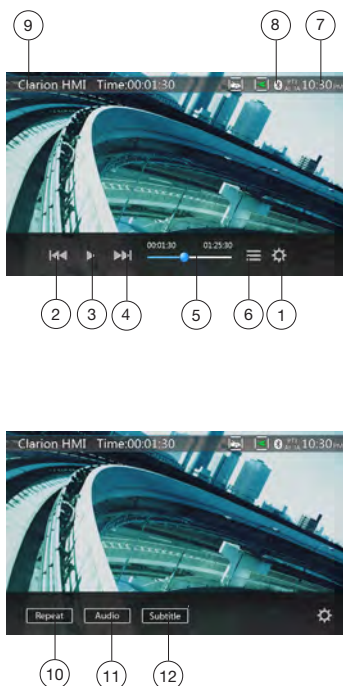 9 8 7
Clarion HMI Time:00:01:30 10:30 PM
00:01:30 01:25:30
2 3 4 5 6 1
Clarion HMI Time:00:01:30 10:30
Repeat Audio Subtitle
10 11 12